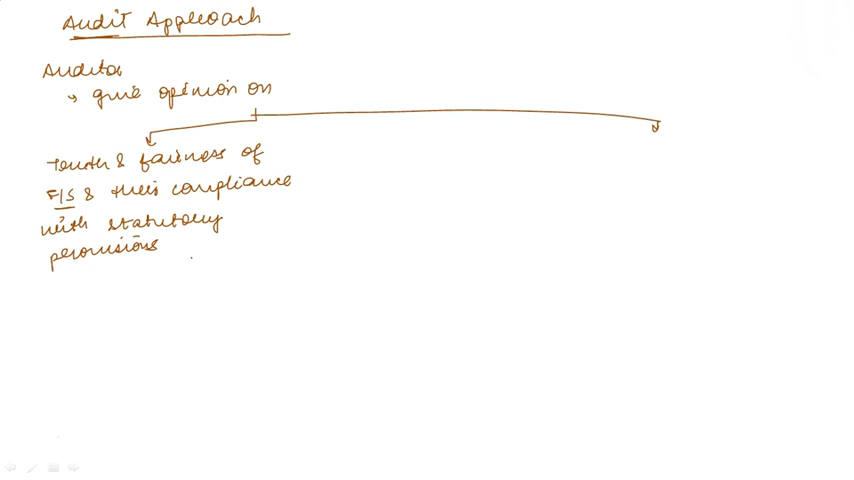 Audit Approach
Auditor
→ give opinion on
Truth & fairness of
F/S & their compliance
with statutory
provisions